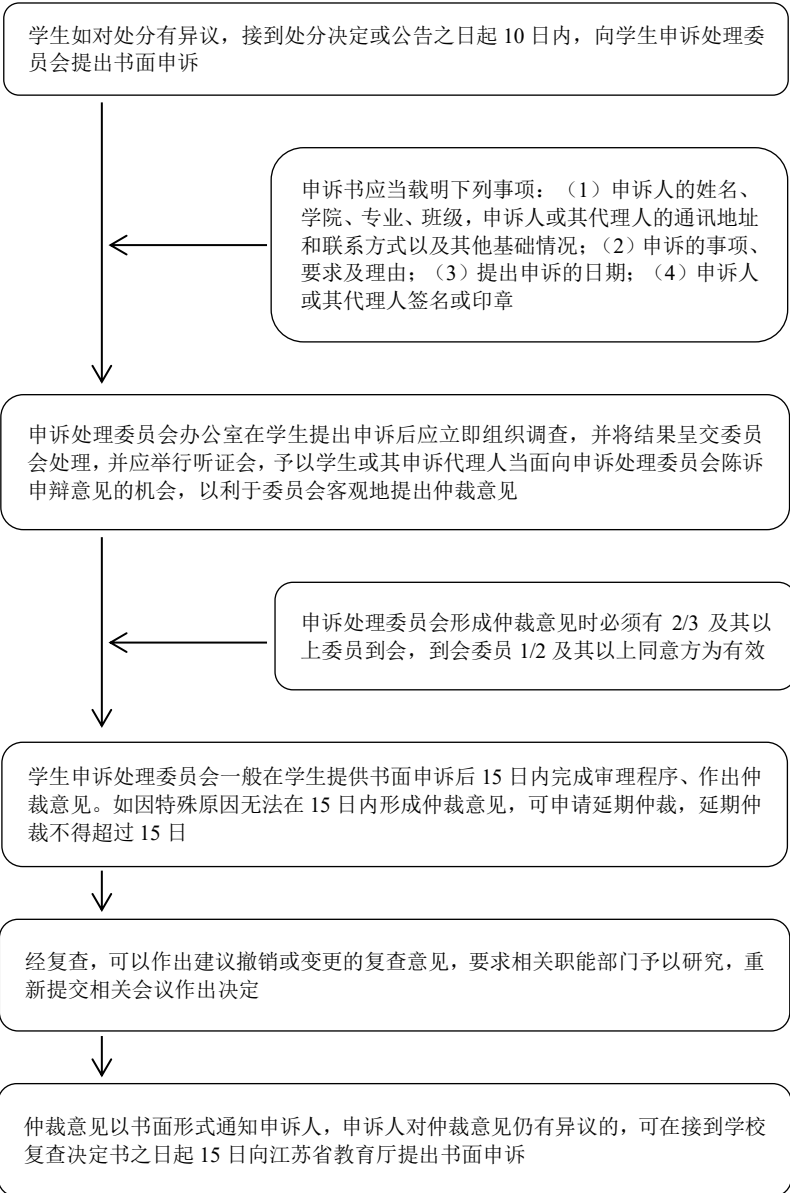 学生如对处分有异议，接到处分决定或公告之日起 10 日内，向学生申诉处理委
员会提出书面申诉
申诉书应当载明下列事项：（1）申诉人的姓名、
学院、专业、班级，申诉人或其代理人的通讯地址
和联系方式以及其他基础情况；（2）申诉的事项、
要求及理由；（3）提出申诉的日期；（4）申诉人
或其代理人签名或印章
申诉处理委员会办公室在学生提出申诉后应立即组织调查，并将结果呈交委员
会处理，并应举行听证会，予以学生或其申诉代理人当面向申诉处理委员会陈诉
申辩意见的机会，以利于委员会客观地提出仲裁意见
申诉处理委员会形成仲裁意见时必须有 2/3 及其以
上委员到会，到会委员 1/2 及其以上同意方为有效
学生申诉处理委员会一般在学生提供书面申诉后 15 日内完成审理程序、作出仲
裁意见。如因特殊原因无法在 15 日内形成仲裁意见，可申请延期仲裁，延期仲
裁不得超过 15 日
经复查，可以作出建议撤销或变更的复查意见，要求相关职能部门予以研究，重
新提交相关会议作出决定
仲裁意见以书面形式通知申诉人，申诉人对仲裁意见仍有异议的，可在接到学校
复查决定书之日起 15 日向江苏省教育厅提出书面申诉